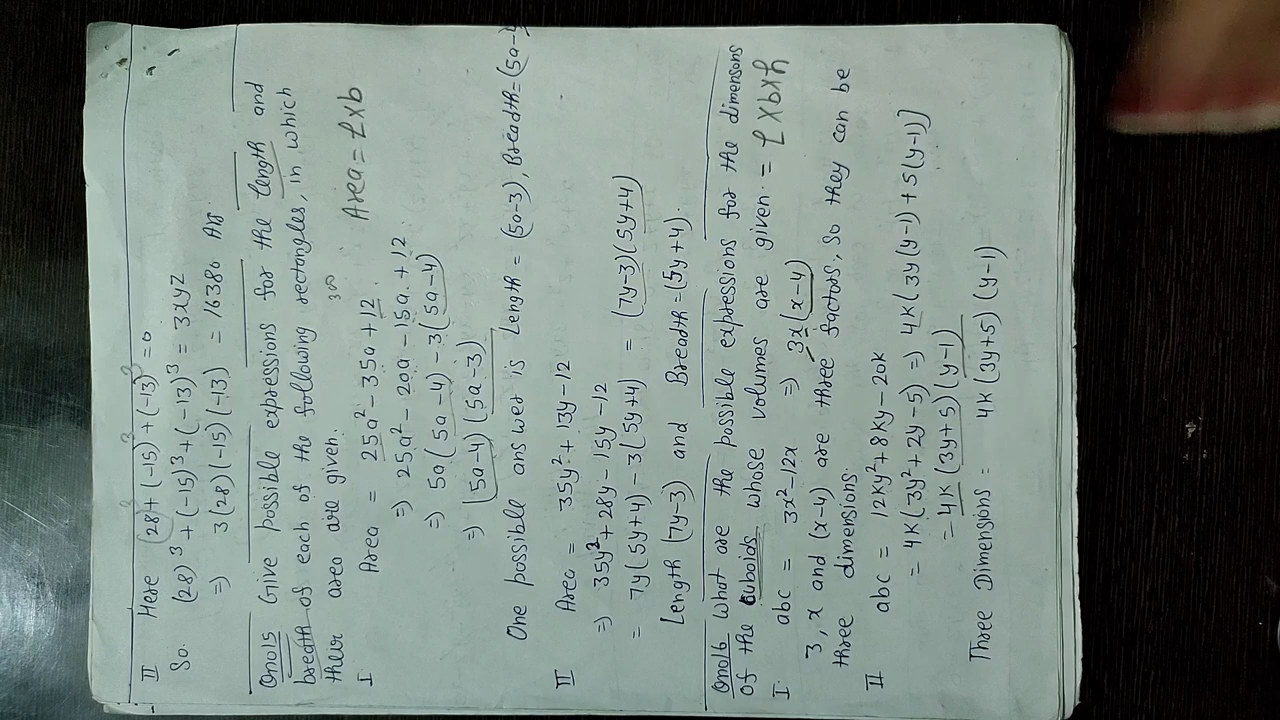 II Here (28) + (-15) + (-13) = 0
So. (28)³ + (-15)³ + (-13)³ = 3xyz
⇒ 3(28)(-15)(-13) = 16380 Ans.
Qno15 Give possible expressions for the length and
breath of each of the following rectangles, in which
their area are given.
Area = l x b
I Area = 25a² - 35a + 12
⇒ 25a² - 20a - 15a + 12
⇒ 5a(5a-4) - 3(5a-4)
⇒ (5a-4)(5a-3)
One possible answer is Length = (5a-3), Breadth = (5a-4
II Area = 35y² + 13y - 12
⇒ 35y² + 28y - 15y - 12
= 7y(5y+4) - 3(5y+4) = (7y-3)(5y+4)
Length (7y-3) and Breadth = (5y+4).
Qno16 What are the possible expressions for the dimensons
of the cuboids whose volumes are given. = l x b x h
I. abc = 3x² - 12x ⇒ 3x(x-4)
3, x and (x-4) are three factors, So they can be
three dimensions.
II abc = 12ky² + 8ky - 20k
= 4k(3y² + 2y - 5) ⇒ 4k(3y(y-1) + 5(y-1)]
= 4k(3y+5)(y-1)
Three Dimensions = 4k(3y+5)(y-1)